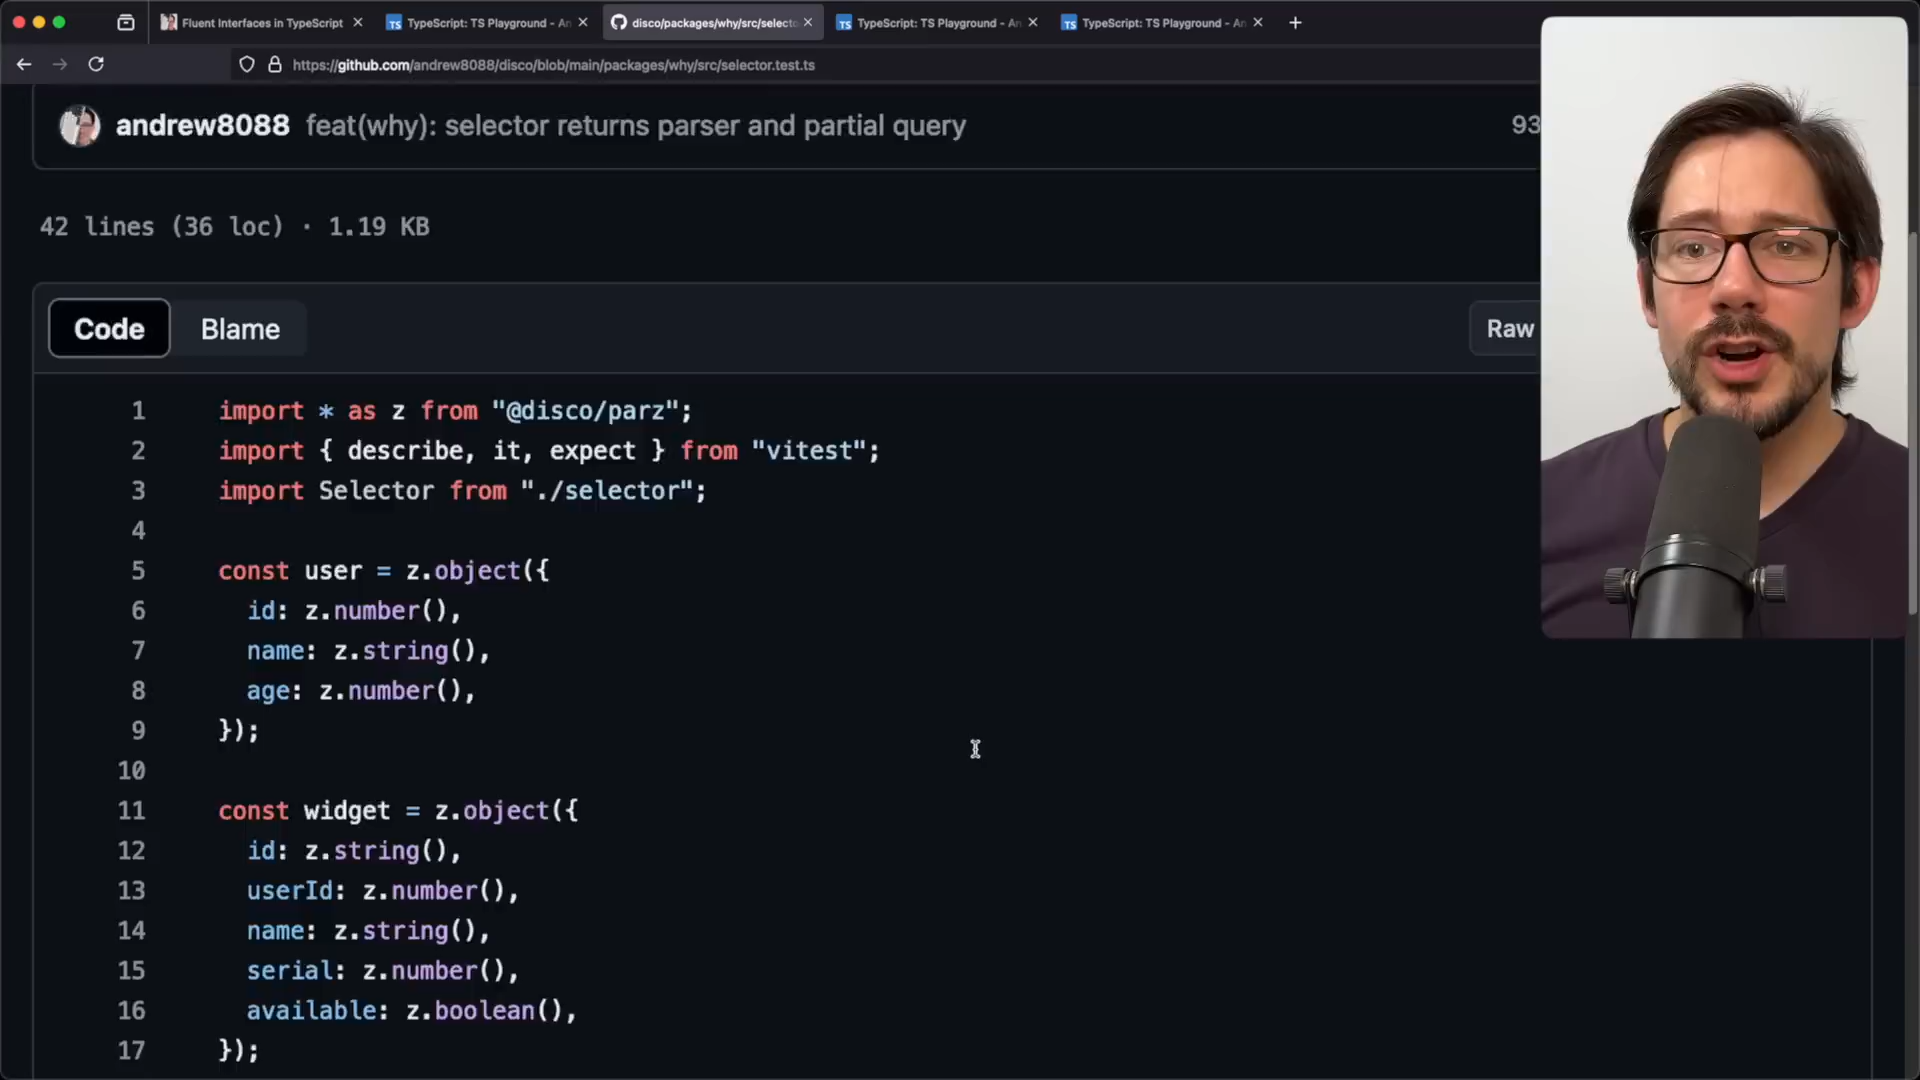 Fluent Interfaces in TypeScript
TypeScript: TS Playground - An
disco/packages/why/src/selecto
TypeScript: TS Playground - An
TypeScript: TS Playground - An
https://github.com/andrew8088/disco/blob/main/packages/why/src/selector.test.ts
andrew8088 feat(why): selector returns parser and partial query
93
42 lines (36 loc) · 1.19 KB
Code Blame
Raw
1 import * as z from "@disco/parz";
2 import { describe, it, expect } from "vitest";
3 import Selector from "./selector";
4
5 const user = z.object({
6 id: z.number(),
7 name: z.string(),
8 age: z.number(),
9 });
10
11 const widget = z.object({
12 id: z.string(),
13 userId: z.number(),
14 name: z.string(),
15 serial: z.number(),
16 available: z.boolean(),
17 });